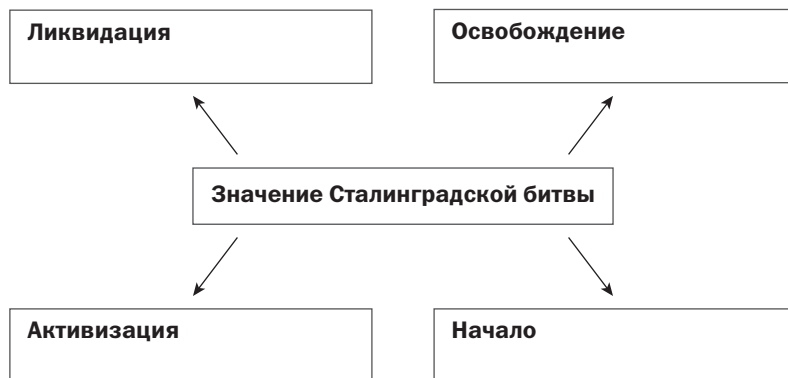 Ликвидация
Освобождение
Значение Сталинградской битвы
Активизация
Начало